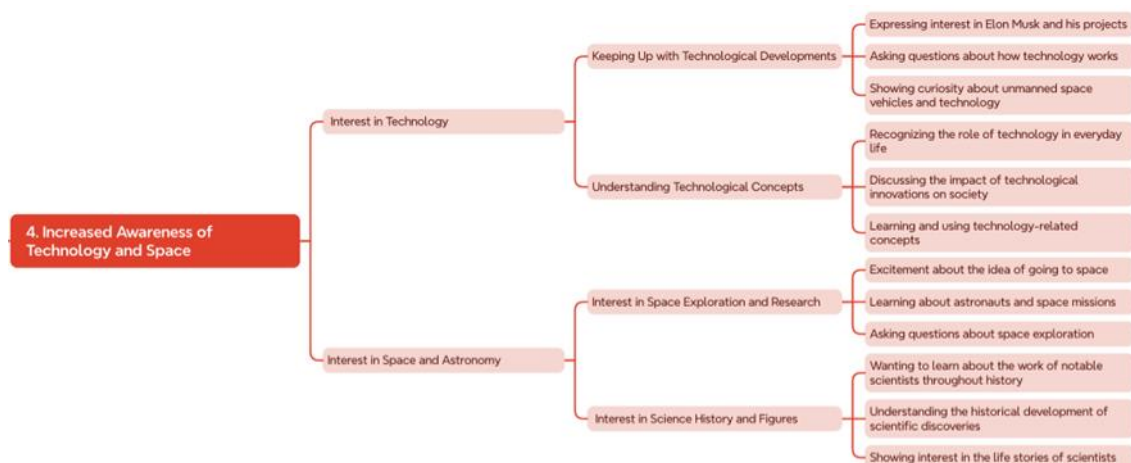 4. Increased Awareness of
Technology and Space
Interest in Technology
Keeping Up with Technological Developments
Expressing interest in Elon Musk and his projects
Asking questions about how technology works
Showing curiosity about unmanned space
vehicles and technology
Understanding Technological Concepts
Recognizing the role of technology in everyday
life
Discussing the impact of technological
innovations on society
Learning and using technology-related
concepts
Interest in Space and Astronomy
Interest in Space Exploration and Research
Excitement about the idea of going to space
Learning about astronauts and space missions
Asking questions about space exploration
Interest in Science History and Figures
Wanting to learn about the work of notable
scientists throughout history
Understanding the historical development of
scientific discoveries
Showing interest in the life stories of scientists